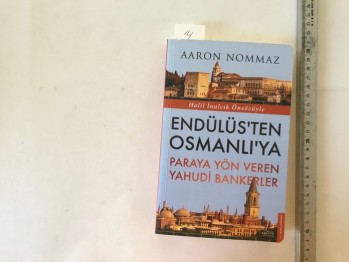 14
AARON NOMMAZ
Halil İnalcık Önsözüyle
ENDÜLÜS'TEN
OSMANLI'YA
PARAYA YÖN VEREN
YAHUDİ BANKERLER